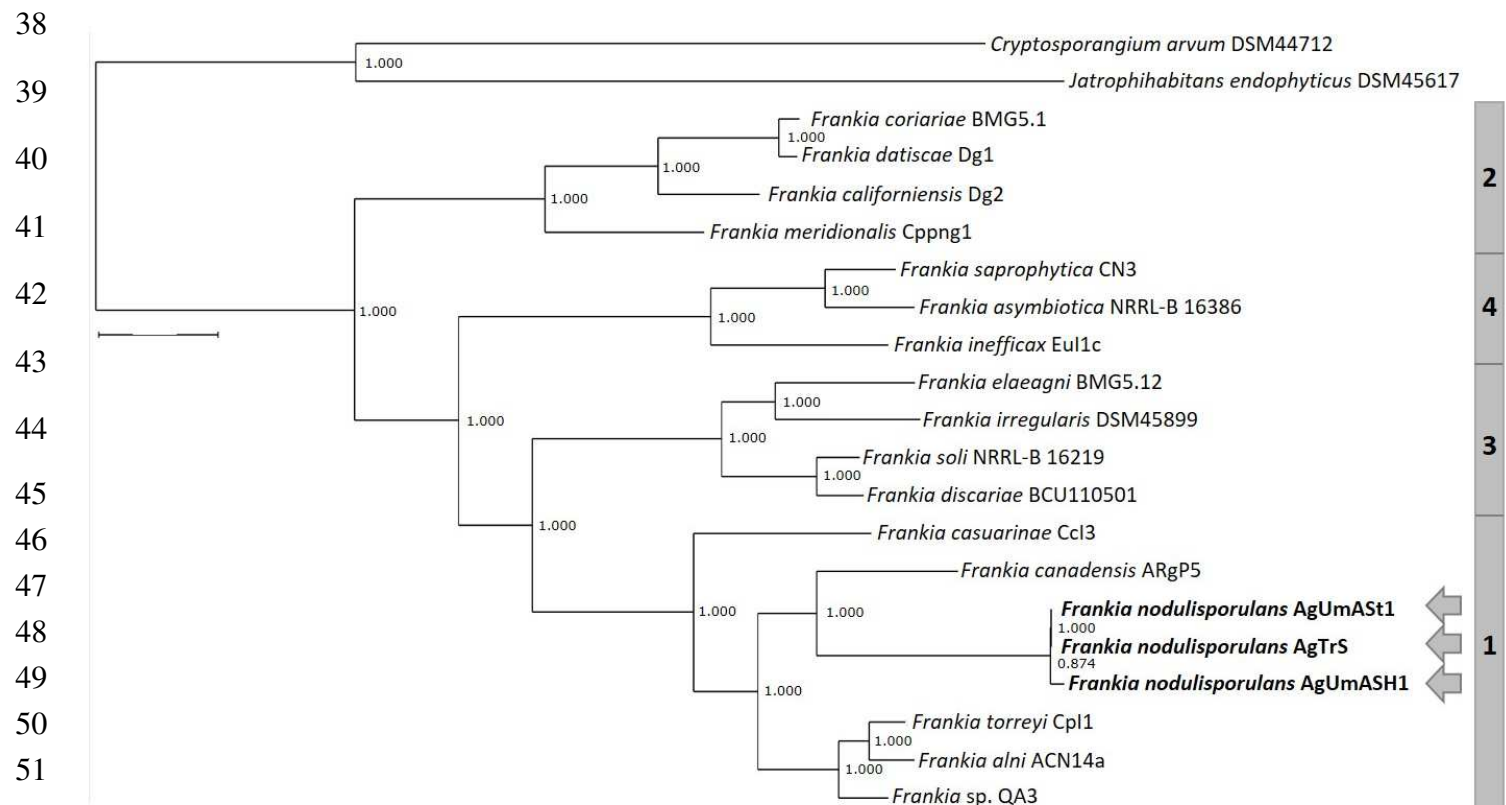 38
Cryptosporangium arvum DSM44712
1.000
39
Jatrophihabitans endophyticus DSM45617
Frankia coriariae BMG5.1
1.000
40
Frankia datiscae Dg1
1.000
2
Frankia californiensis Dg2
1.000
41
Frankia meridionalis Cppng1
Frankia saprophytica CN3
42
1.000
Frankia asymbiotica NRRL-B 16386
4
1.000
1.000
Frankia inefficax EuI1c
43
Frankia elaeagni BMG5.12
1.000
1.000
Frankia irregularis DSM45899
44
1.000
3
Frankia soli NRRL-B 16219
1.000
45
Frankia discariae BCU110501
1.000
46
Frankia casuarinae CcI3
Frankia canadensis ARgP5
47
1.000
1.000
Frankia nodulisporulans AgUmASt1
1.000
48
Frankia nodulisporulans AgTrS
1
0.874
49
Frankia nodulisporulans AgUmASH1
1.000
50
Frankia torreyi CpI1
1.000
Frankia alni ACN14a
51
1.000
Frankia sp. QA3